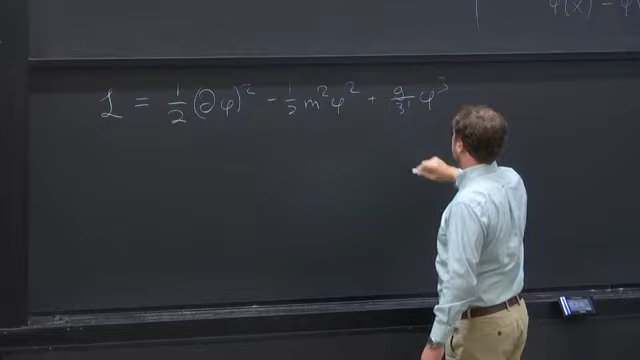 φ(x) -
ℒ = 1/2 (∂φ)² - 1/2 m²φ² + g/3! φ³